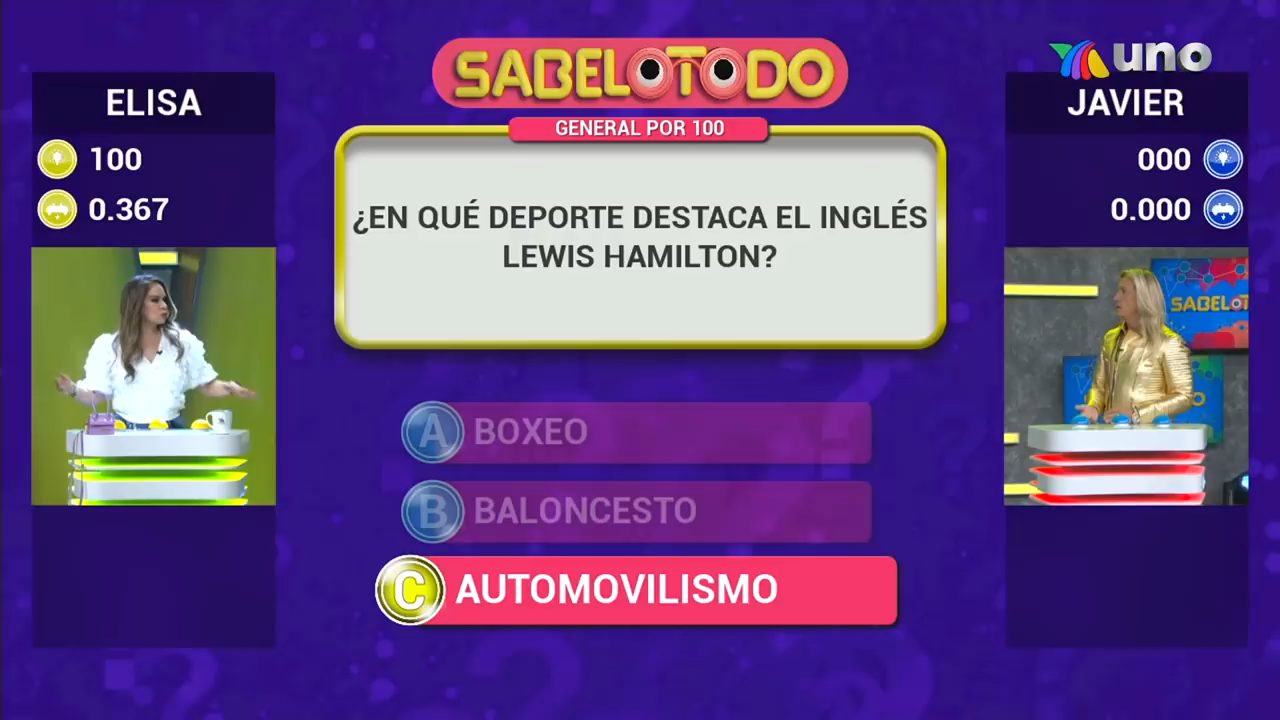 SABELOTODO
uno
ELISA
100
0.367
GENERAL POR 100
¿EN QUÉ DEPORTE DESTACA EL INGLÉS
LEWIS HAMILTON?
A BOXEO
B BALONCESTO
C AUTOMOVILISMO
JAVIER
000
0.000
SABELOT